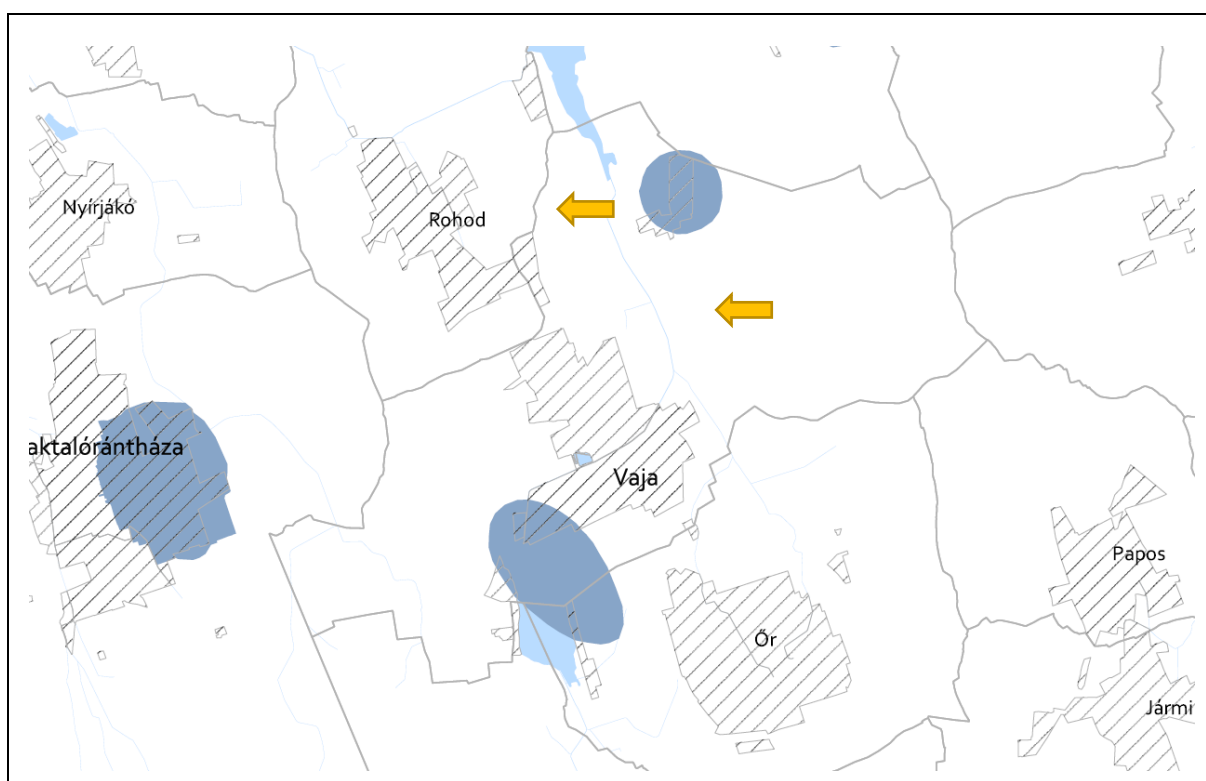 Nyírjákó
Rohod
aktalórántháza
Vaja
Papos
Őr
Jármi